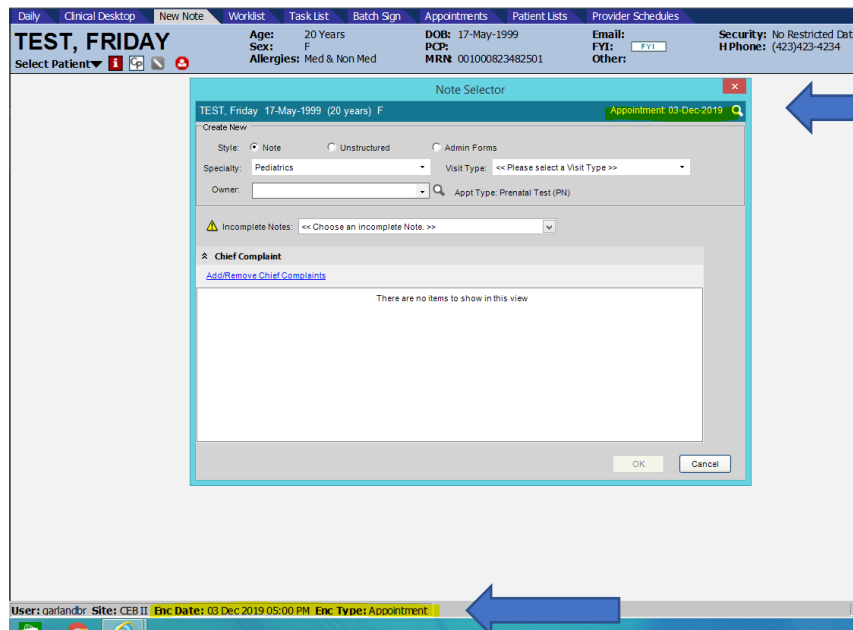 Daily Clinical Desktop New Note Worklist Task List Batch Sign Appointments Patient Lists Provider Schedules
TEST, FRIDAY Age: 20 Years DOB: 17-May-1999 Email: Security: No Restricted Dat
Sex: F PCP: FYI: FYI H Phone: (423)423-4234
Select Patient i Cp Allergies: Med & Non Med MRN: 001000823482501 Other:
Note Selector
TEST, Friday 17-May-1999 (20 years) F Appointment: 03-Dec-2019
Create New
Style: Note Unstructured Admin Forms
Specialty: Pediatrics Visit Type: << Please select a Visit Type >>
Owner: Appt Type: Prenatal Test (PN)
Incomplete Notes: << Choose an incomplete Note. >>
Chief Complaint
Add/Remove Chief Complaints
There are no items to show in this view
OK Cancel
User: garlandbr Site: CEB II Enc Date: 03 Dec 2019 05:00 PM Enc Type: Appointment